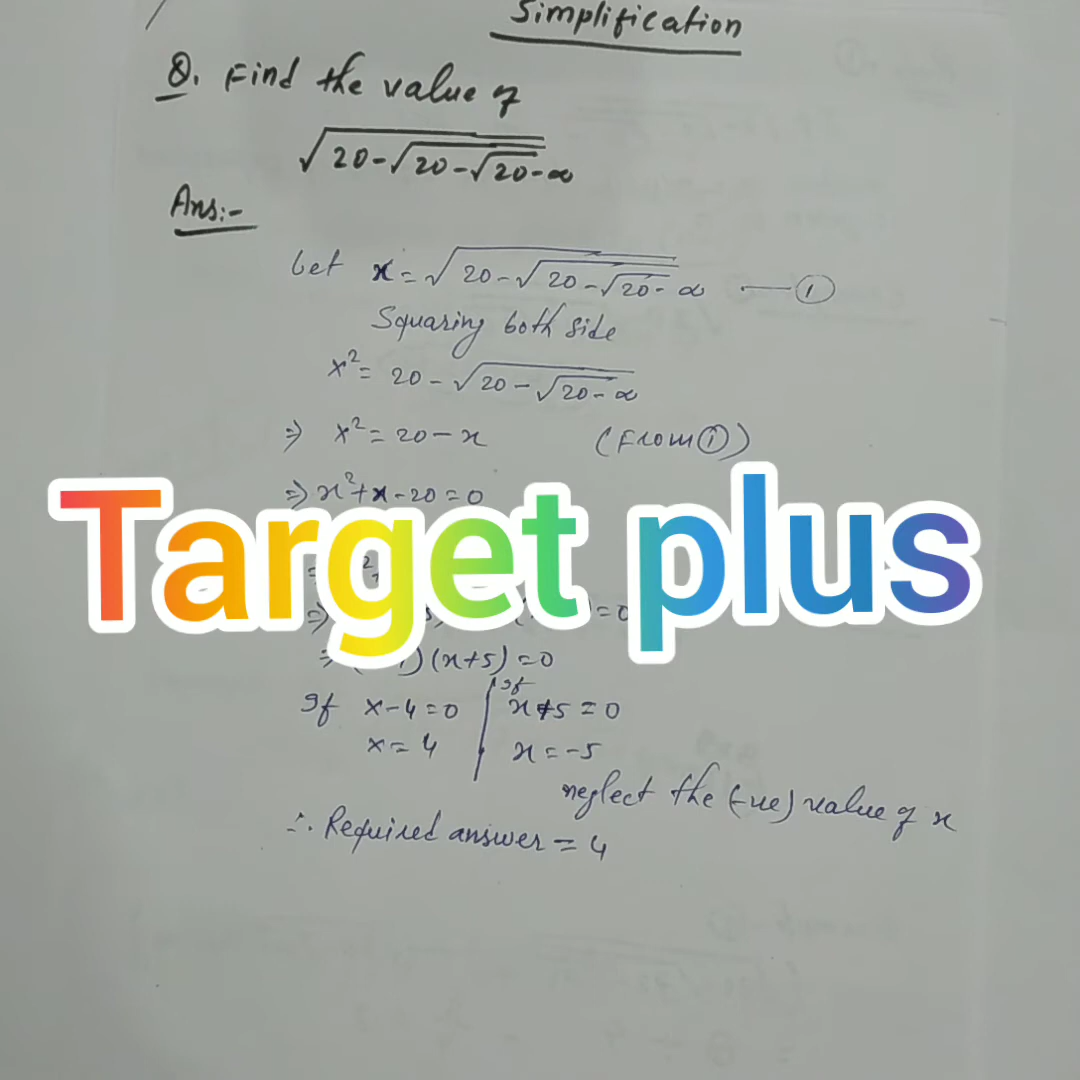 Simplification
Q. Find the value of
√20-√20-√20-∞
Ans:-
Let x = √20-√20-√20-∞ —①
Squaring both side
x² = 20 - √20 - √20-∞
⇒ x² = 20 - x (From ①)
⇒ x² + x - 20 = 0
Target plus
= 0
⇒ ) (x+5) = 0
If x-4 = 0 | If x+5 = 0
x = 4 | x = -5
neglect the (-ve) value of x
∴ Required answer = 4